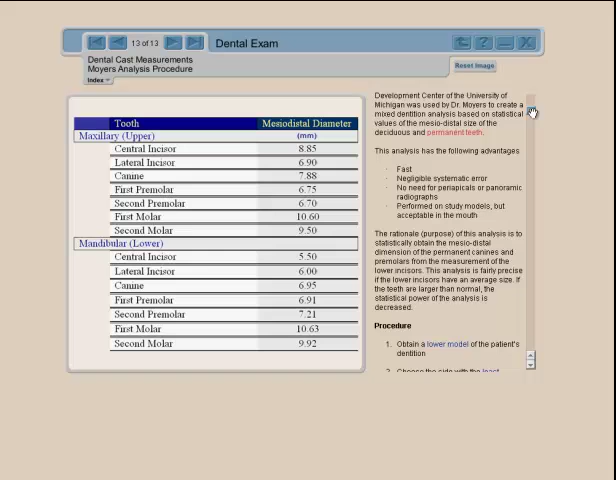 13 of 13
Dental Exam
Dental Cast Measurements
Moyers Analysis Procedure
Index
Reset Image
Tooth Mesiodistal Diameter
Maxillary (Upper) (mm)
Central Incisor 8.85
Lateral Incisor 6.90
Canine 7.88
First Premolar 6.75
Second Premolar 6.70
First Molar 10.60
Second Molar 9.50
Mandibular (Lower)
Central Incisor 5.50
Lateral Incisor 6.00
Canine 6.95
First Premolar 6.91
Second Premolar 7.21
First Molar 10.63
Second Molar 9.92
Development Center of the University of
Michigan was used by Dr. Moyers to create a
mixed dentition analysis based on statistical
values of the mesio-distal size of the
deciduous and permanent teeth.
This analysis has the following advantages
· Fast
· Negligible systematic error
· No need for periapicals or panoramic
radiographs
· Performed on study models, but
acceptable in the mouth
The rationale (purpose) of this analysis is to
statistically obtain the mesio-distal
dimension of the permanent canines and
premolars from the measurement of the
lower incisors. This analysis is fairly precise
if the lower incisors have an average size. If
the teeth are larger than normal, the
statistical power of the analysis is
decreased.
Procedure
1. Obtain a lower model of the patient's
dentition
2. Choose the side with the least